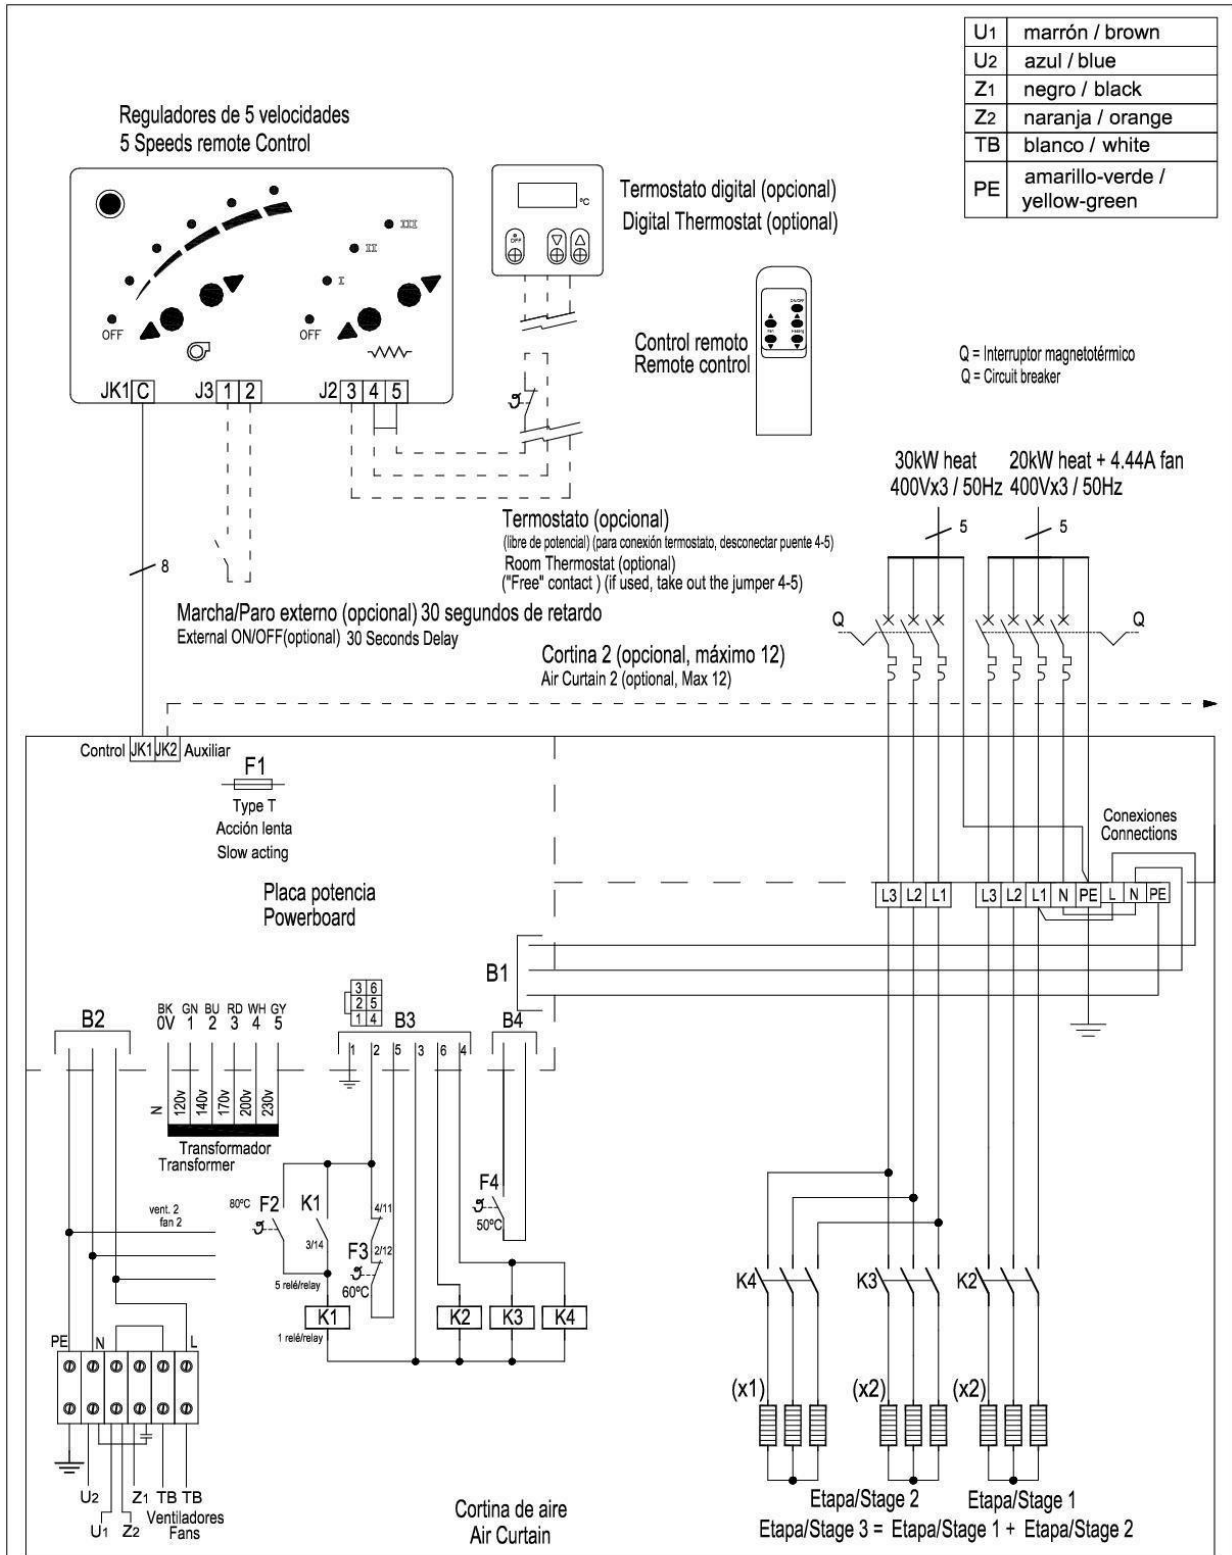 U1 marrón / brown
U2 azul / blue
Z1 negro / black
Z2 naranja / orange
TB blanco / white
PE amarillo-verde /
yellow-green
Reguladores de 5 velocidades
5 Speeds remote Control
OFF
I
II
III
OFF
JK1 C
J3 1 2
J2 3 4 5
°C
OFF
Termostato digital (opcional)
Digital Thermostat (optional)
ON/OFF
Control remoto
Remote control
Q = Interruptor magnetotérmico
Q = Circuit breaker
30kW heat
400Vx3 / 50Hz
20kW heat + 4.44A fan
400Vx3 / 50Hz
5
5
Termostato (opcional)
(libre de potencial) (para conexión termostato, desconectar puente 4-5)
Room Thermostat (optional)
("Free" contact ) (if used, take out the jumper 4-5)
8
Marcha/Paro externo (opcional) 30 segundos de retardo
External ON/OFF(optional) 30 Seconds Delay
Q
Q
Cortina 2 (opcional, máximo 12)
Air Curtain 2 (optional, Max 12)
Control JK1 JK2 Auxiliar
F1
Type T
Acción lenta
Slow acting
Placa potencia
Powerboard
Conexiones
Connections
L3 L2 L1
L3 L2 L1 N PE L N PE
B1
B2
BK GN BU RD WH GY
0V 1 2 3 4 5
3 6
2 5
1 4
B3
B4
1 2 5 3 6 4
N 120v 140v 170v 200v 230v
Transformador
Transformer
vent. 2
fan 2
80ºC F2
K1
4/11
3/14
F3 2/12
60ºC
F4
50ºC
5 relé/relay
K1
1 relé/relay
K2 K3 K4
K4 K3 K2
PE N L
(x1) (x2) (x2)
U2 Z1 TB TB
U1 Z2
Ventiladores
Fans
Cortina de aire
Air Curtain
Etapa/Stage 2 Etapa/Stage 1
Etapa/Stage 3 = Etapa/Stage 1 + Etapa/Stage 2